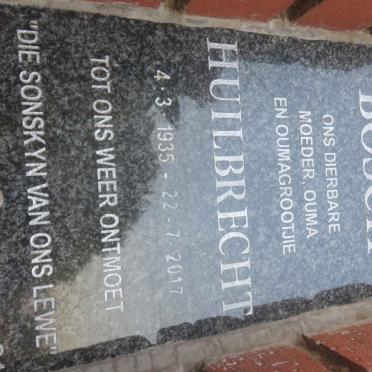 BOSCH
ONS DIERBARE
MOEDER, OUMA
EN OUMAGROOTJIE
HUILBRECHT
4 · 3 · 1935 - 22 - 7 · 2017
TOT ONS WEER ONTMOET
"DIE SONSKYN VAN ONS LEWE"